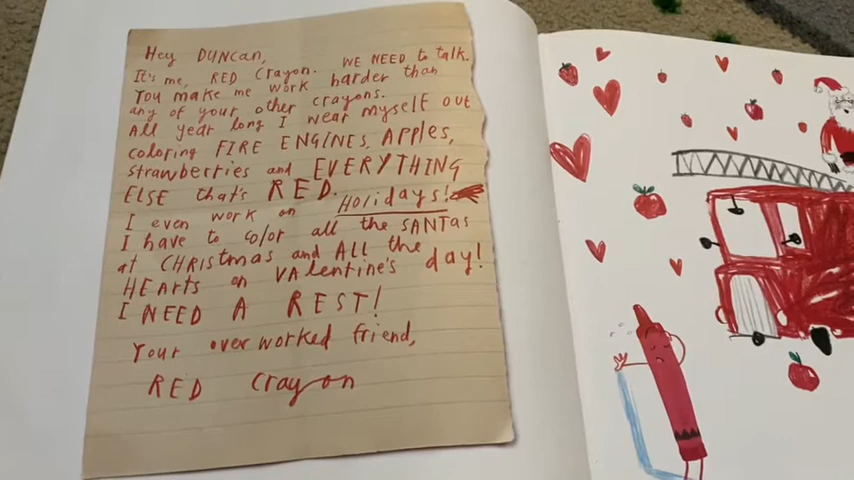 Hey DUNcan,
It's me, RED Crayon. WE NEED to talk.
You make me work harder than
any of your other crayons.
All year long I wear myself out
coloring FIRE ENGINES, Apples,
strawberries and EVERYTHING
ELSE that's RED.
I even work on Holidays!
I have to color all the SANTas
at CHRistmas and ALL the
HEArts on VAlentine's day!
I NEED A REST!
Your overworked friend,
RED Crayon